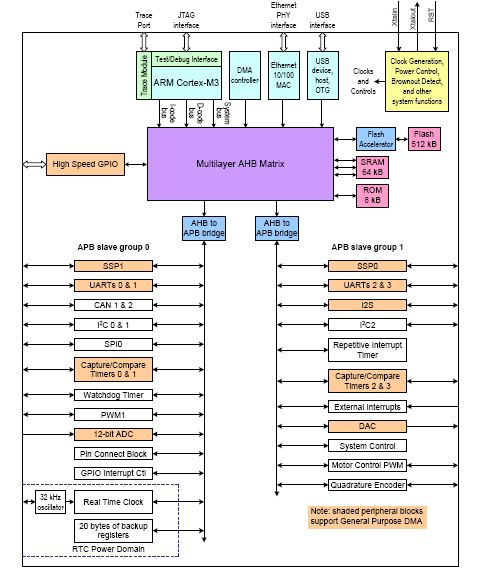 Trace
Port
JTAG
interface
Ethernet
PHY
interface
USB
interface
Xtalin
Xtalout
RST
Trace Module
Test/Debug Interface
ARM Cortex-M3
DMA
controller
Ethernet
10/100
MAC
USB
device,
host,
OTG
Clocks
and
Controls
Clock Generation,
Power Control,
Brownout Detect,
and
other
system functions
I-code
bus
D-code
bus
System
bus
High Speed GPIO
Multilayer AHB Matrix
Flash
Accelerator
Flash
512 kB
SRAM
64 kB
ROM
8 kB
AHB to
APB bridge
AHB to
APB bridge
APB slave group 0
SSP1
UARTs 0 & 1
CAN 1 & 2
I²C 0 & 1
SPI0
Capture/Compare
Timers 0 & 1
Watchdog Timer
PWM1
12-bit ADC
Pin Connect Block
GPIO Interrupt Ctl
32 kHz
oscillator
Real Time Clock
20 bytes of backup
registers
RTC Power Domain
APB slave group 1
SSP0
UARTs 2 & 3
I2S
I²C2
Repetitive Interrupt
Timer
Capture/Compare
Timers 2 & 3
External Interrupts
DAC
System Control
Motor Control PWM
Quadrature Encoder
Note: shaded peripheral blocks
support General Purpose DMA